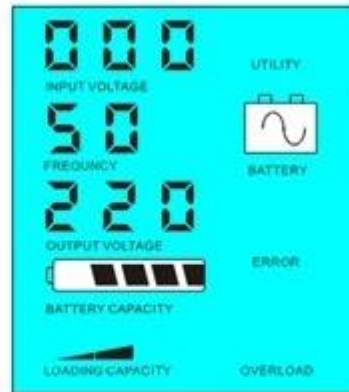 000
UTILITY
INPUT VOLTAGE
50
FREQUNCY
BATTERY
220
OUTPUT VOLTAGE
ERROR
BATTERY CAPACITY
LOADING CAPACITY
OVERLOAD